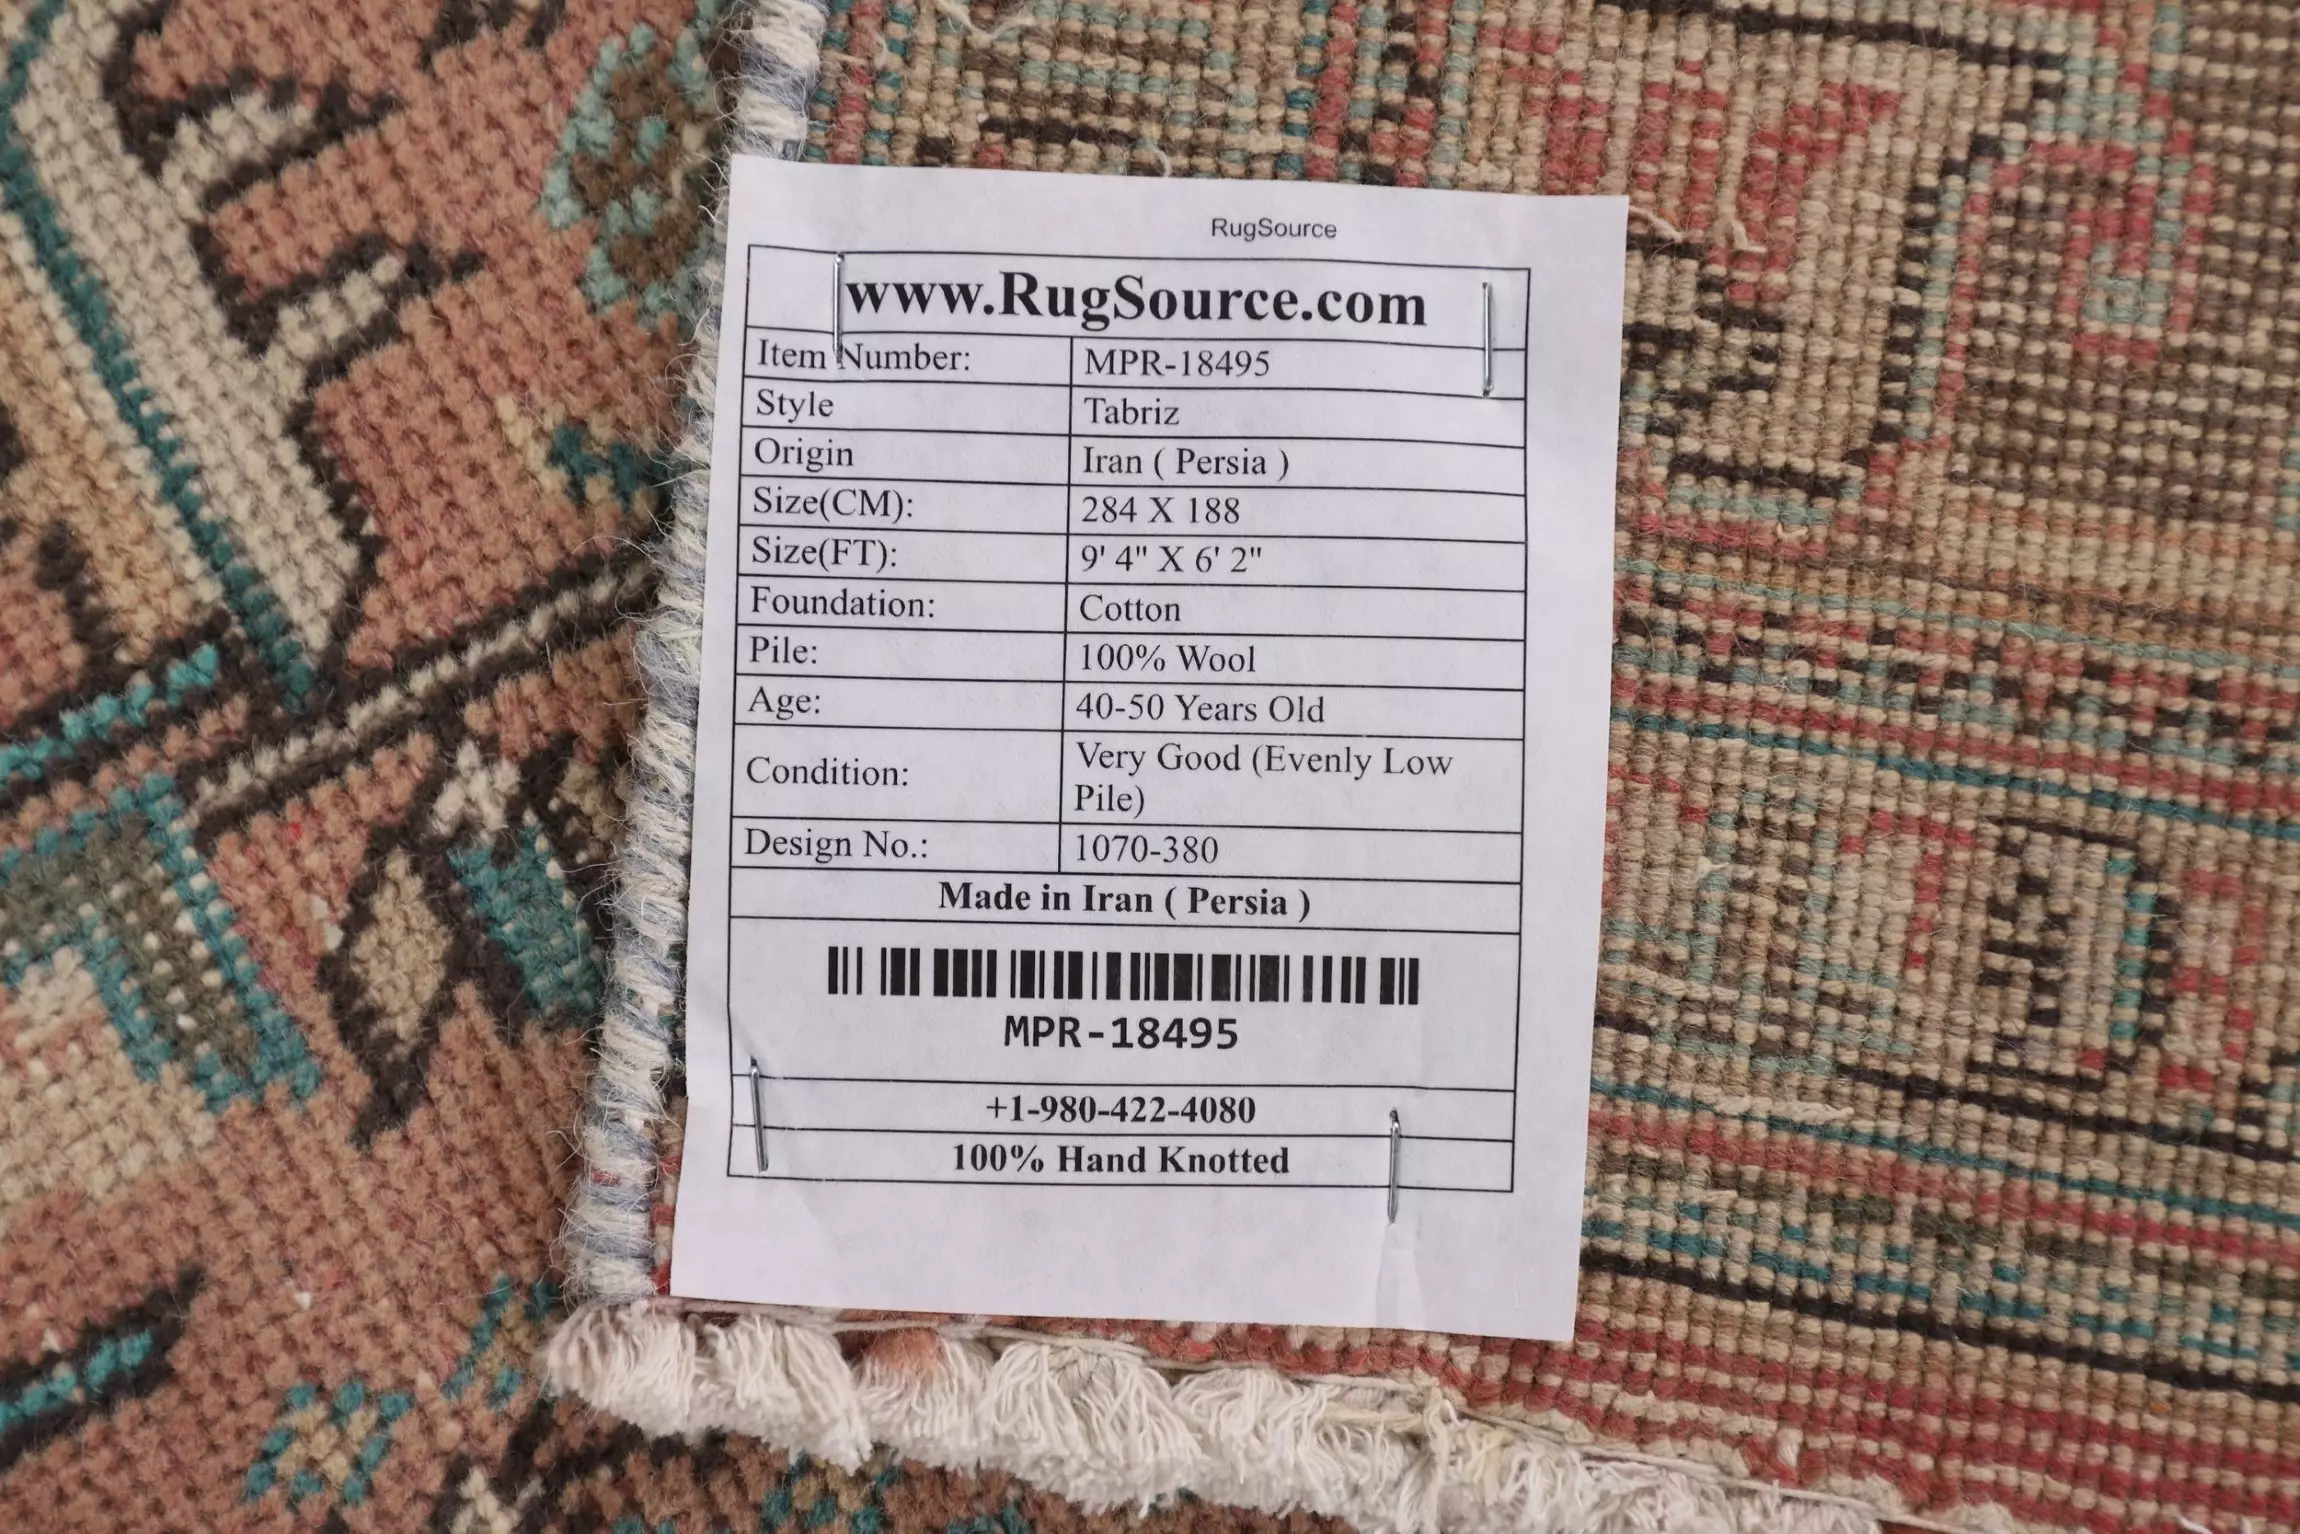 RugSource
www.RugSource.com
Item Number: MPR-18495
Style Tabriz
Origin Iran ( Persia )
Size(CM): 284 X 188
Size(FT): 9' 4" X 6' 2"
Foundation: Cotton
Pile: 100% Wool
Age: 40-50 Years Old
Condition: Very Good (Evenly Low
Pile)
Design No.: 1070-380
Made in Iran ( Persia )
MPR-18495
+1-980-422-4080
100% Hand Knotted